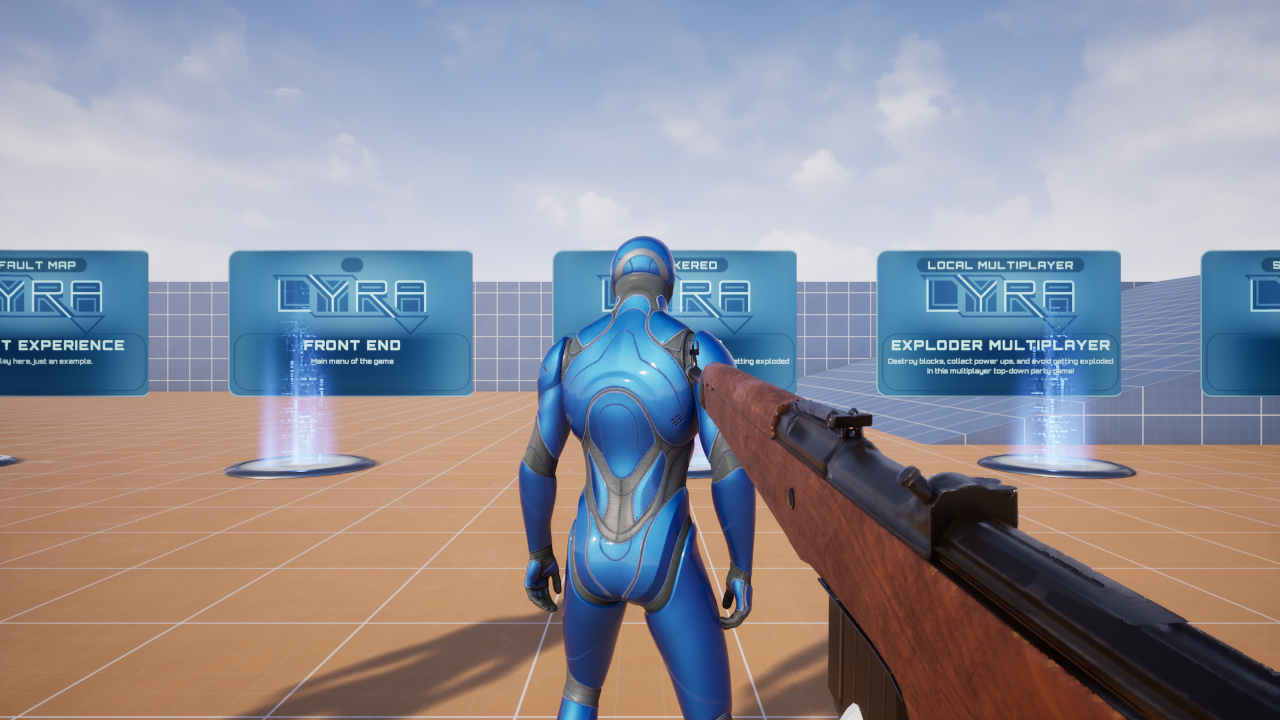 FAULT MAP
YRA
T EXPERIENCE
lay here, just an example.
LYRA
FRONT END
Main menu of the game
KERED
LYRA
etting exploded
LOCAL MULTIPLAYER
LYRA
EXPLODER MULTIPLAYER
Destroy blocks, collect power ups, and avoid getting exploded
in this multiplayer top-down party game!